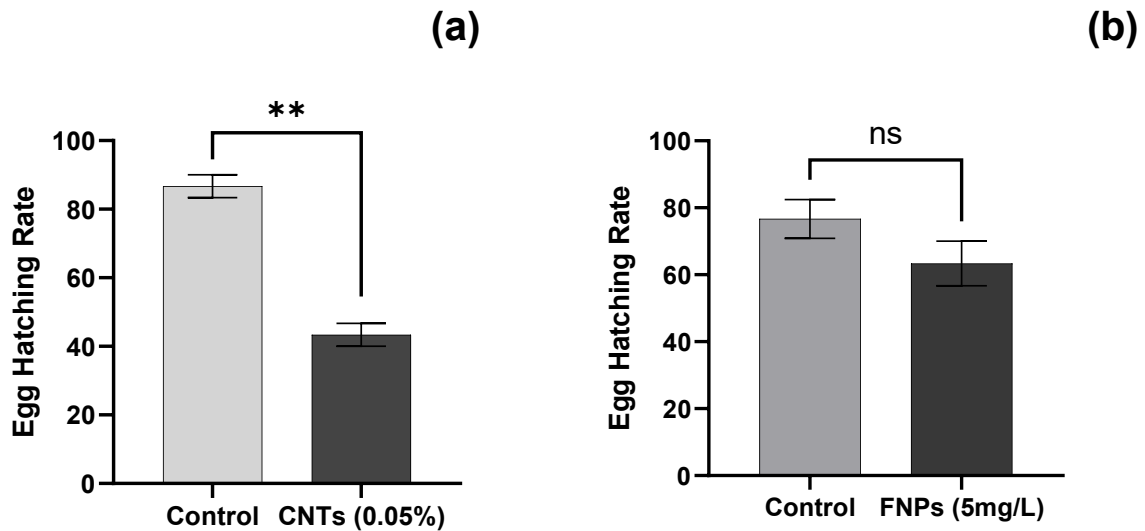 (a)
**
100
80
60
40
20
0
Egg Hatching Rate
Control CNTs (0.05%)
(b)
ns
100
80
60
40
20
0
Egg Hatching Rate
Control FNPs (5mg/L)